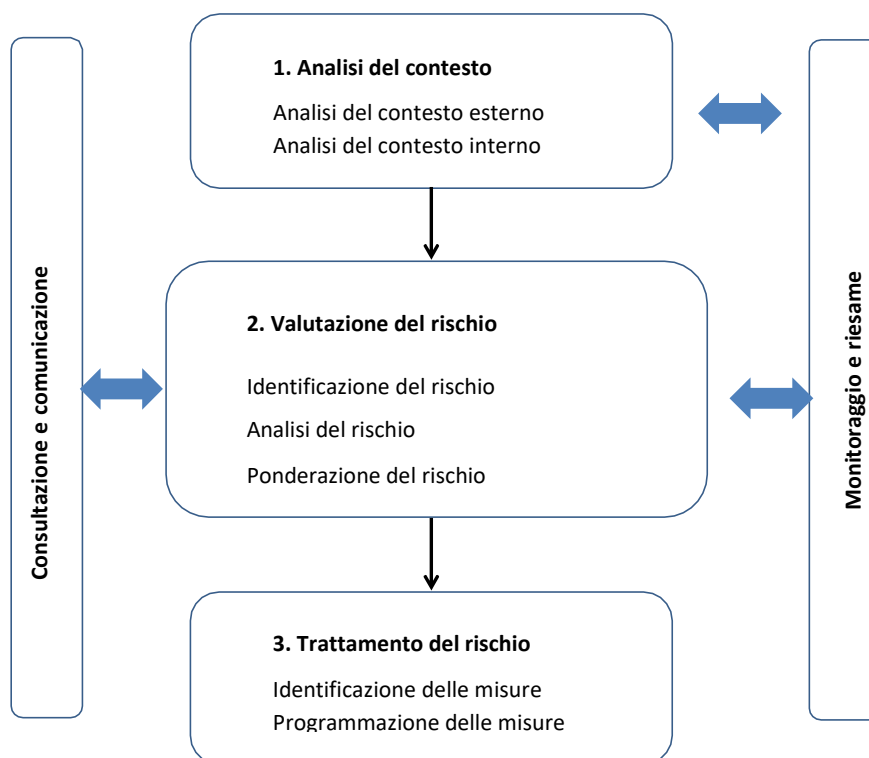 1. Analisi del contesto
Analisi del contesto esterno
Analisi del contesto interno
Consultazione e comunicazione
2. Valutazione del rischio
Identificazione del rischio
Analisi del rischio
Ponderazione del rischio
Monitoraggio e riesame
3. Trattamento del rischio
Identificazione delle misure
Programmazione delle misure